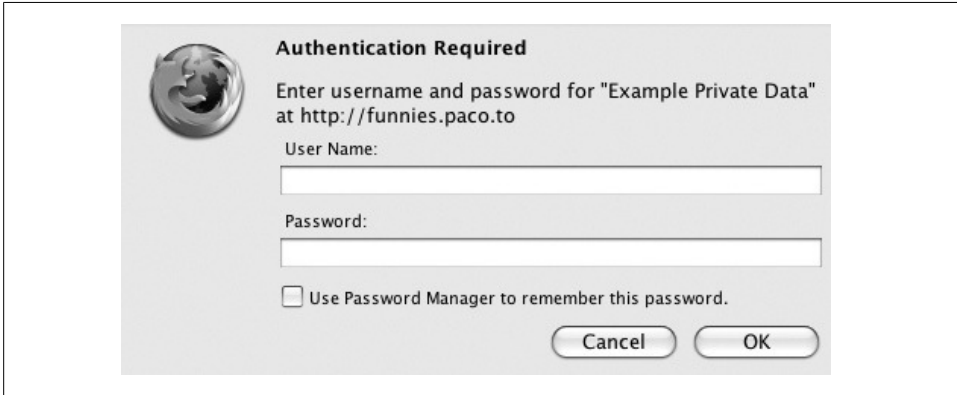 Authentication Required
Enter username and password for "Example Private Data"
at http://funnies.paco.to
User Name:
Password:
Use Password Manager to remember this password.
Cancel
OK